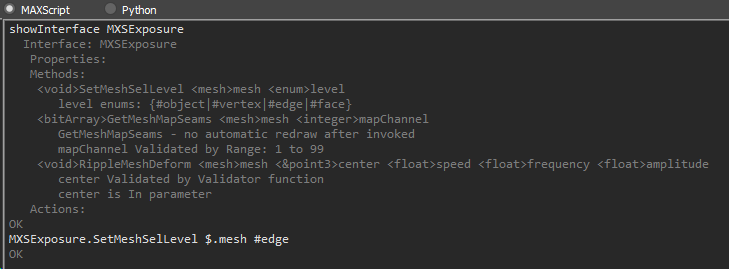 MAXScript Python
showInterface MXSExposure
Interface: MXSExposure
Properties:
Methods:
<void>SetMeshSelLevel <mesh>mesh <enum>level
level enums: {#object|#vertex|#edge|#face}
<bitArray>GetMeshMapSeams <mesh>mesh <integer>mapChannel
GetMeshMapSeams - no automatic redraw after invoked
mapChannel Validated by Range: 1 to 99
<void>RippleMeshDeform <mesh>mesh <&point3>center <float>speed <float>frequency <float>amplitude
center Validated by Validator function
center is In parameter
Actions:
OK
MXSExposure.SetMeshSelLevel $.mesh #edge
OK